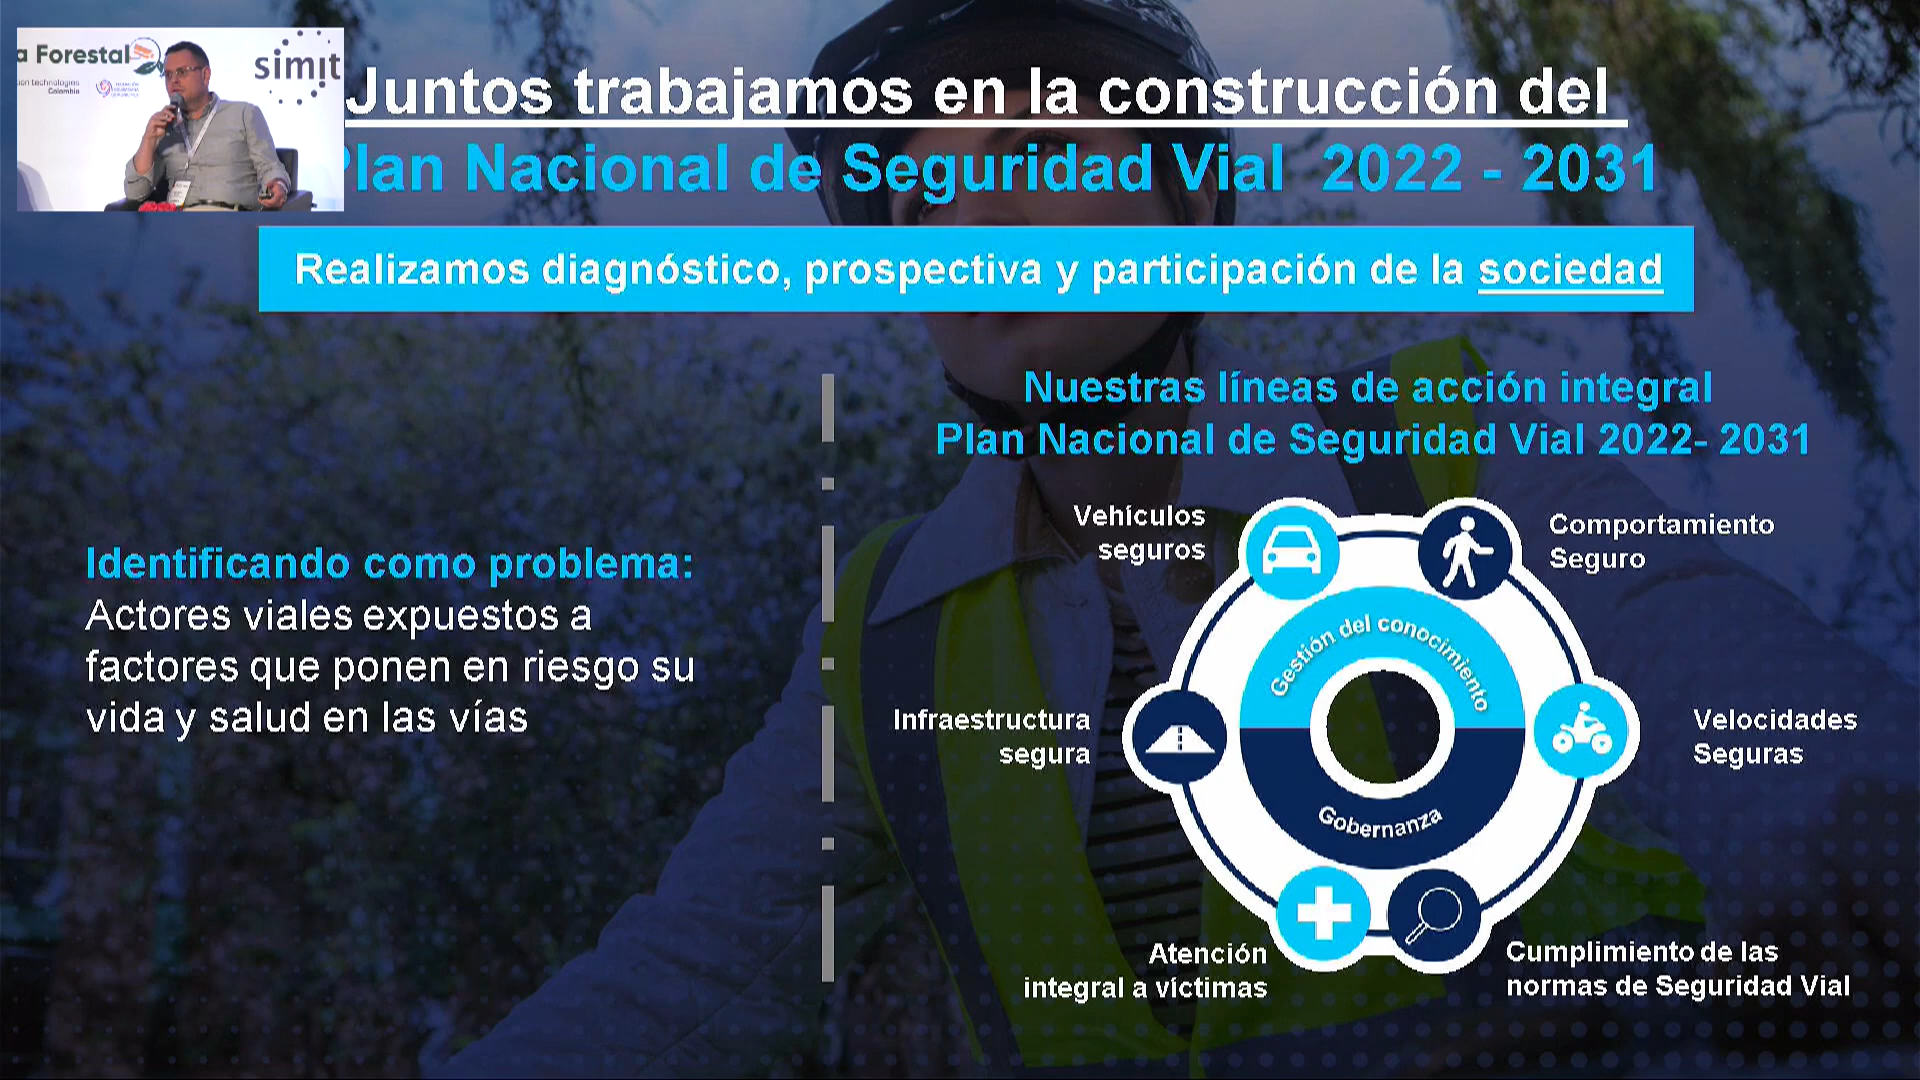 a Forestal
Colombia
simit
Juntos trabajamos en la construcción del
Plan Nacional de Seguridad Vial 2022 - 2031
Realizamos diagnóstico, prospectiva y participación de la sociedad
Identificando como problema:
Actores viales expuestos a
factores que ponen en riesgo su
vida y salud en las vías
Nuestras líneas de acción integral
Plan Nacional de Seguridad Vial 2022- 2031
Vehículos
seguros
Comportamiento
Seguro
Gestión del conocimiento
Infraestructura
segura
Velocidades
Seguras
Gobernanza
Atención
integral a víctimas
Cumplimiento de las
normas de Seguridad Vial